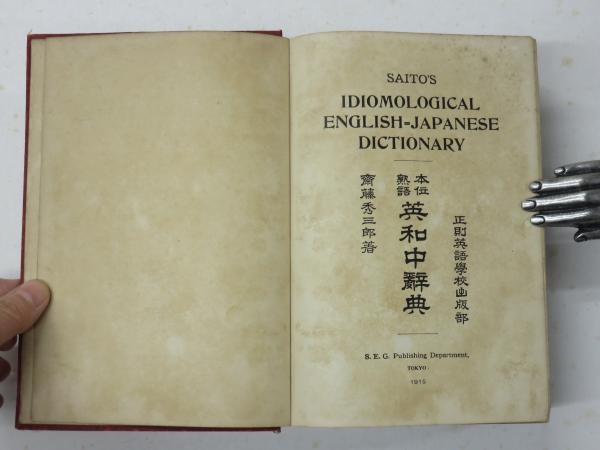 SAITO'S
IDIOMOLOGICAL
ENGLISH=JAPANESE
DICTIONARY
正則英語學校出版部
熟語
本位
英和中辭典
齋藤秀三郎著
S. E. G. Publishing Department,
TOKYO
1915